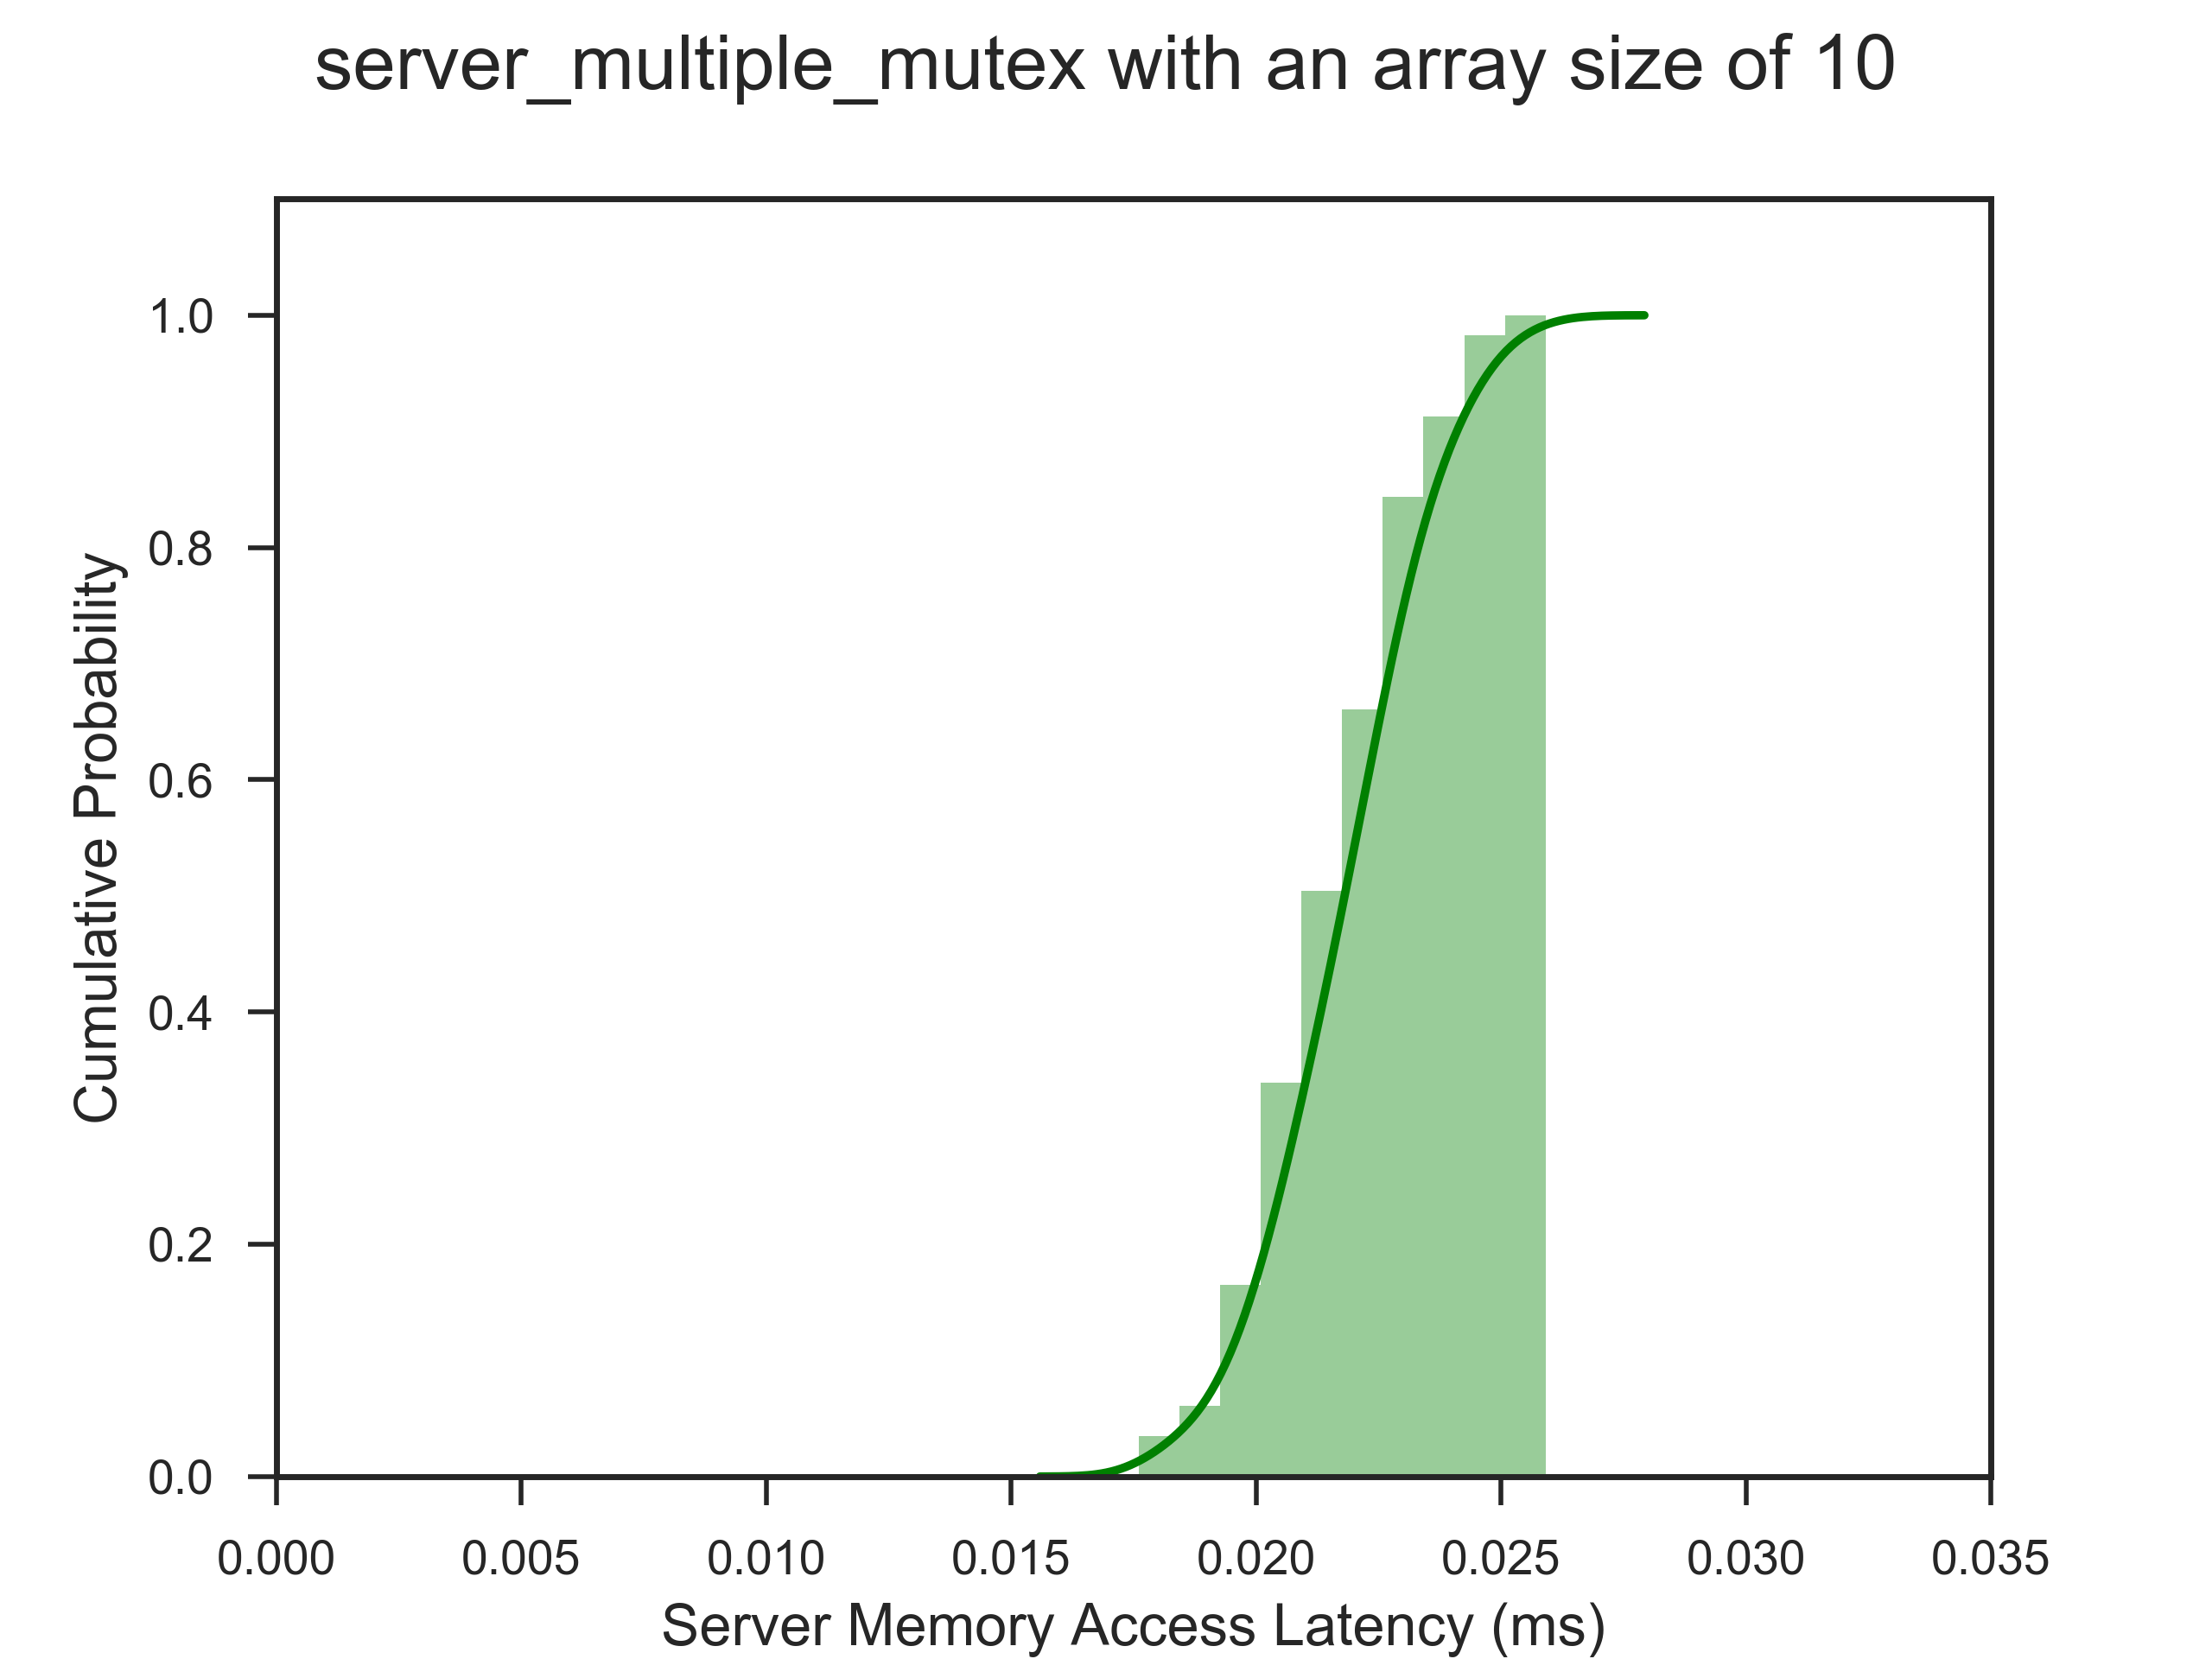 server_multiple_mutex with an array size of 10
Cumulative Probability
1.0
0.8
0.6
0.4
0.2
0.0
0.000 0.005 0.010 0.015 0.020 0.025 0.030 0.035
Server Memory Access Latency (ms)